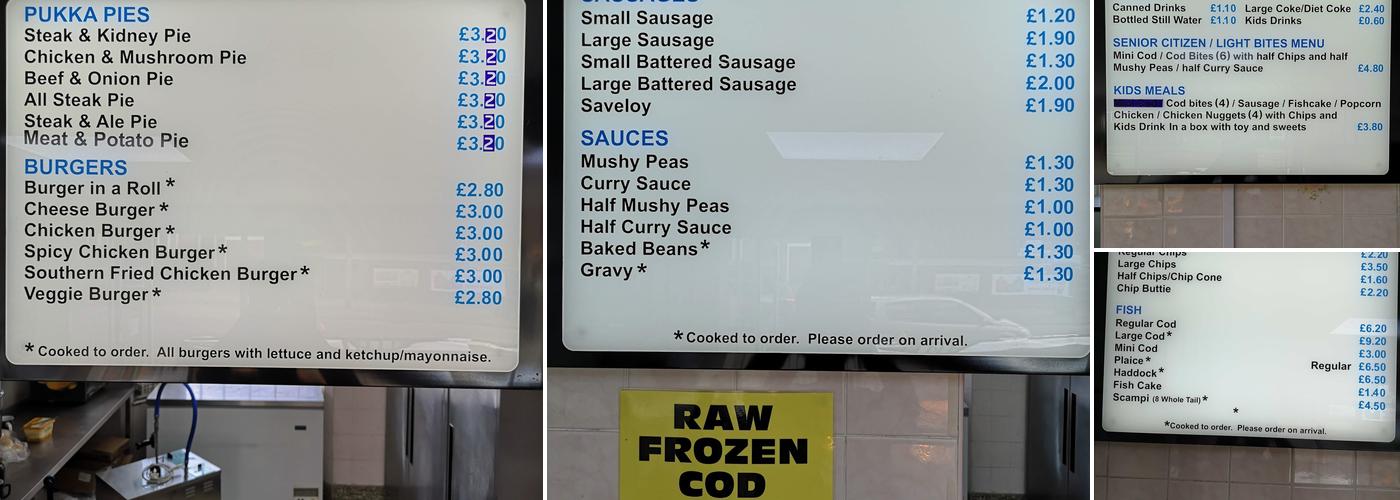 PUKKA PIES
Steak & Kidney Pie £3.20
Chicken & Mushroom Pie £3.20
Beef & Onion Pie £3.20
All Steak Pie £3.20
Steak & Ale Pie £3.20
Meat & Potato Pie £3.20
BURGERS
Burger in a Roll * £2.80
Cheese Burger * £3.00
Chicken Burger * £3.00
Spicy Chicken Burger * £3.00
Southern Fried Chicken Burger * £3.00
Veggie Burger * £2.80
* Cooked to order. All burgers with lettuce and ketchup/mayonnaise.
SAUSAGES
Small Sausage £1.20
Large Sausage £1.90
Small Battered Sausage £1.30
Large Battered Sausage £2.00
Saveloy £1.90
SAUCES
Mushy Peas £1.30
Curry Sauce £1.30
Half Mushy Peas £1.00
Half Curry Sauce £1.00
Baked Beans * £1.30
Gravy * £1.30
* Cooked to order. Please order on arrival.
RAW
FROZEN
COD
Canned Drinks £1.10 Large Coke/Diet Coke £2.40
Bottled Still Water £1.10 Kids Drinks £0.60
SENIOR CITIZEN / LIGHT BITES MENU
Mini Cod / Cod Bites (6) with half Chips and half
Mushy Peas / half Curry Sauce £4.80
KIDS MEALS
Cod bites (4) / Sausage / Fishcake / Popcorn
Chicken / Chicken Nuggets (4) with Chips and
Kids Drink In a box with toy and sweets £3.80
Regular Chips £2.20
Large Chips £3.50
Half Chips/Chip Cone £1.60
Chip Buttie £2.20
FISH
Regular Cod £6.20
Large Cod * £9.20
Mini Cod £3.00
Plaice * Regular £6.50
Haddock * £6.50
Fish Cake £1.40
Scampi (8 Whole Tail) * £4.50
*
* Cooked to order. Please order on arrival.